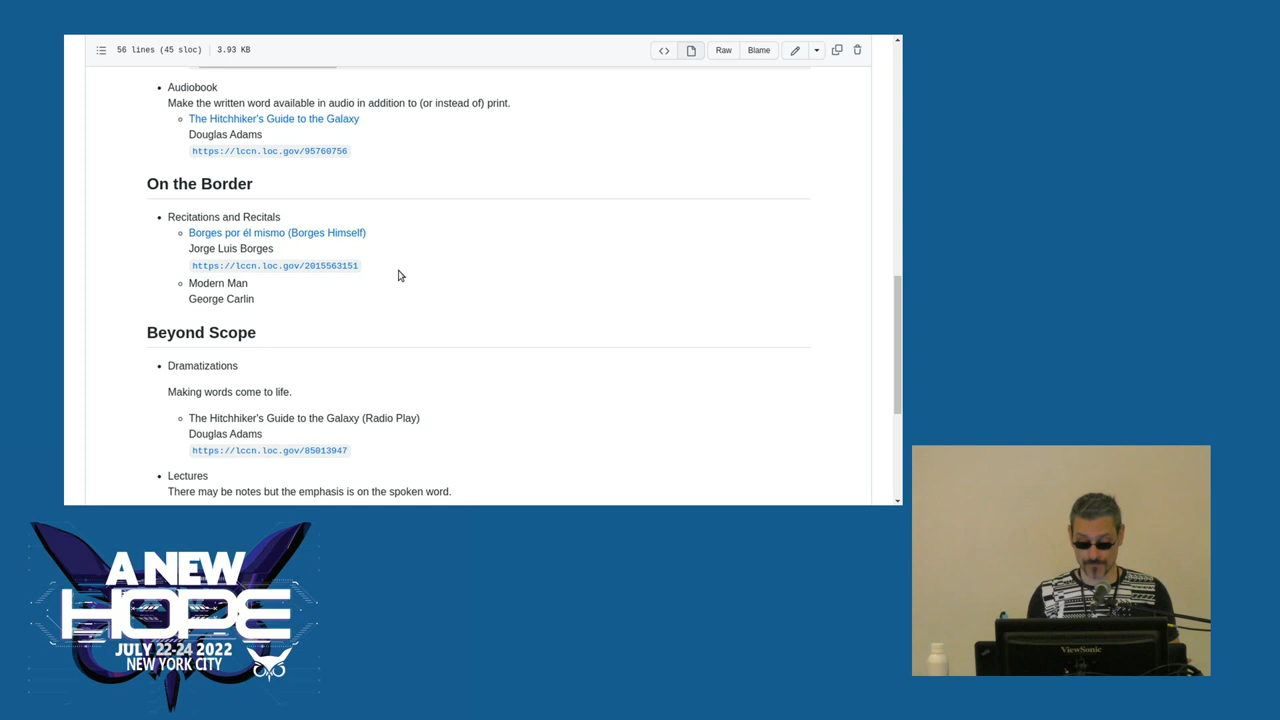 56 lines (45 sloc) 3.93 KB
Raw
Blame
Audiobook
Make the written word available in audio in addition to (or instead of) print.
The Hitchhiker's Guide to the Galaxy
Douglas Adams
https://lccn.loc.gov/95760756
On the Border
Recitations and Recitals
Borges por él mismo (Borges Himself)
Jorge Luis Borges
https://lccn.loc.gov/2015563151
Modern Man
George Carlin
Beyond Scope
Dramatizations
Making words come to life.
The Hitchhiker's Guide to the Galaxy (Radio Play)
Douglas Adams
https://lccn.loc.gov/85013947
Lectures
There may be notes but the emphasis is on the spoken word.
A NEW
HOPE
JULY 22-24 2022
NEW YORK CITY
ViewSonic